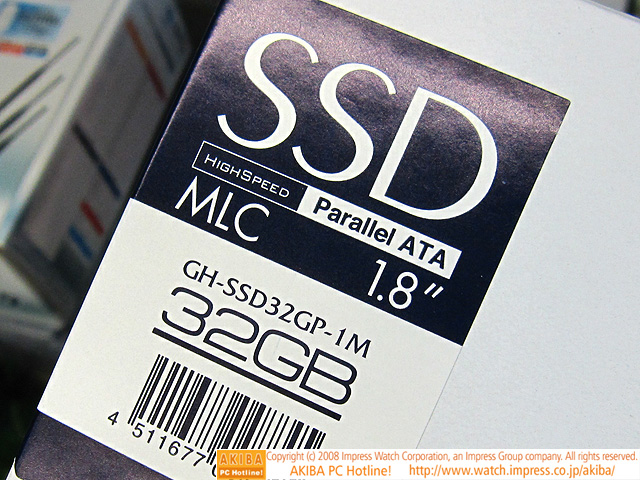 SSD
HIGHSPEED Parallel ATA
MLC 1.8"
GH-SSD32GP-1M
32GB
4 511677
AKIBA
PC Hotline!
Copyright (c) 2008 Impress Watch Corporation, an Impress Group company. All rights reserved.
AKIBA PC Hotline! http://www.watch.impress.co.jp/akiba/